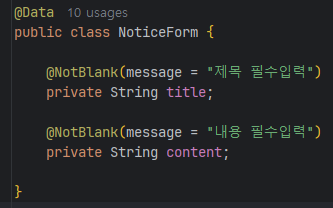 @Data 10 usages
public class NoticeForm {
@NotBlank(message = "제목 필수입력")
private String title;
@NotBlank(message = "내용 필수입력")
private String content;
}